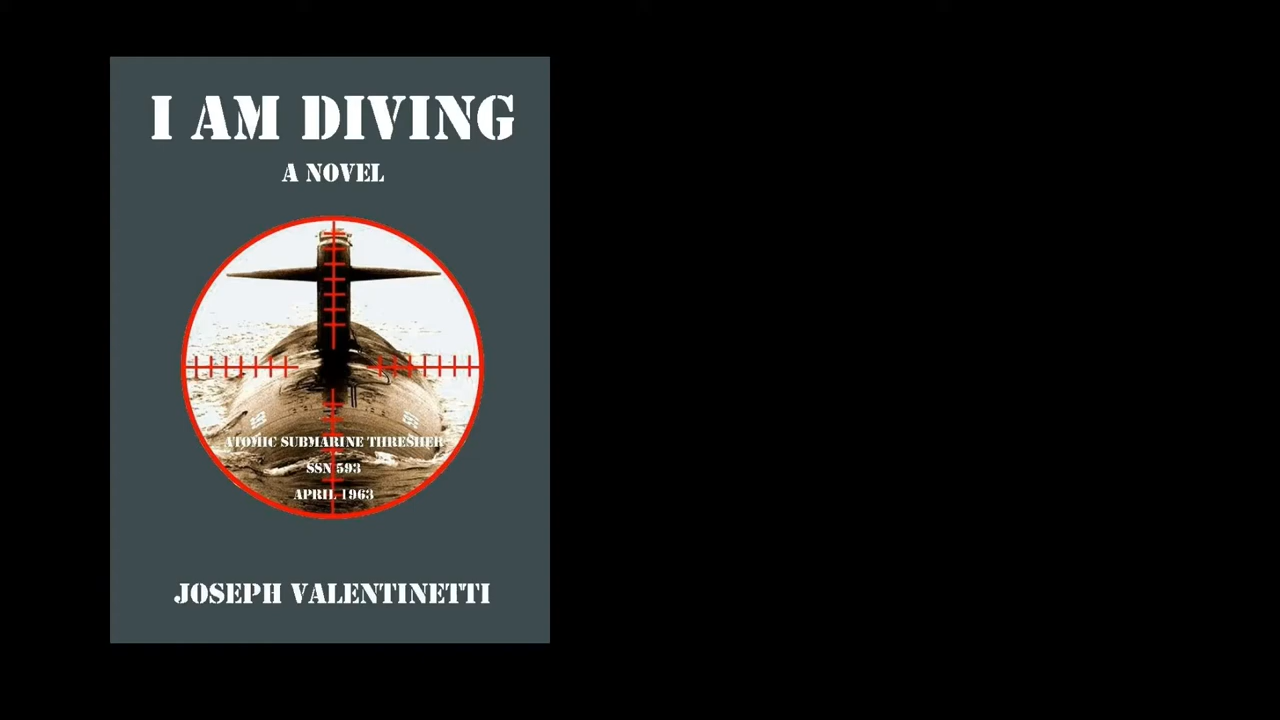 I AM DIVING
A NOVEL
ATOMIC SUBMARINE THRESHER
SSN 593
APRIL 1963
JOSEPH VALENTINETTI